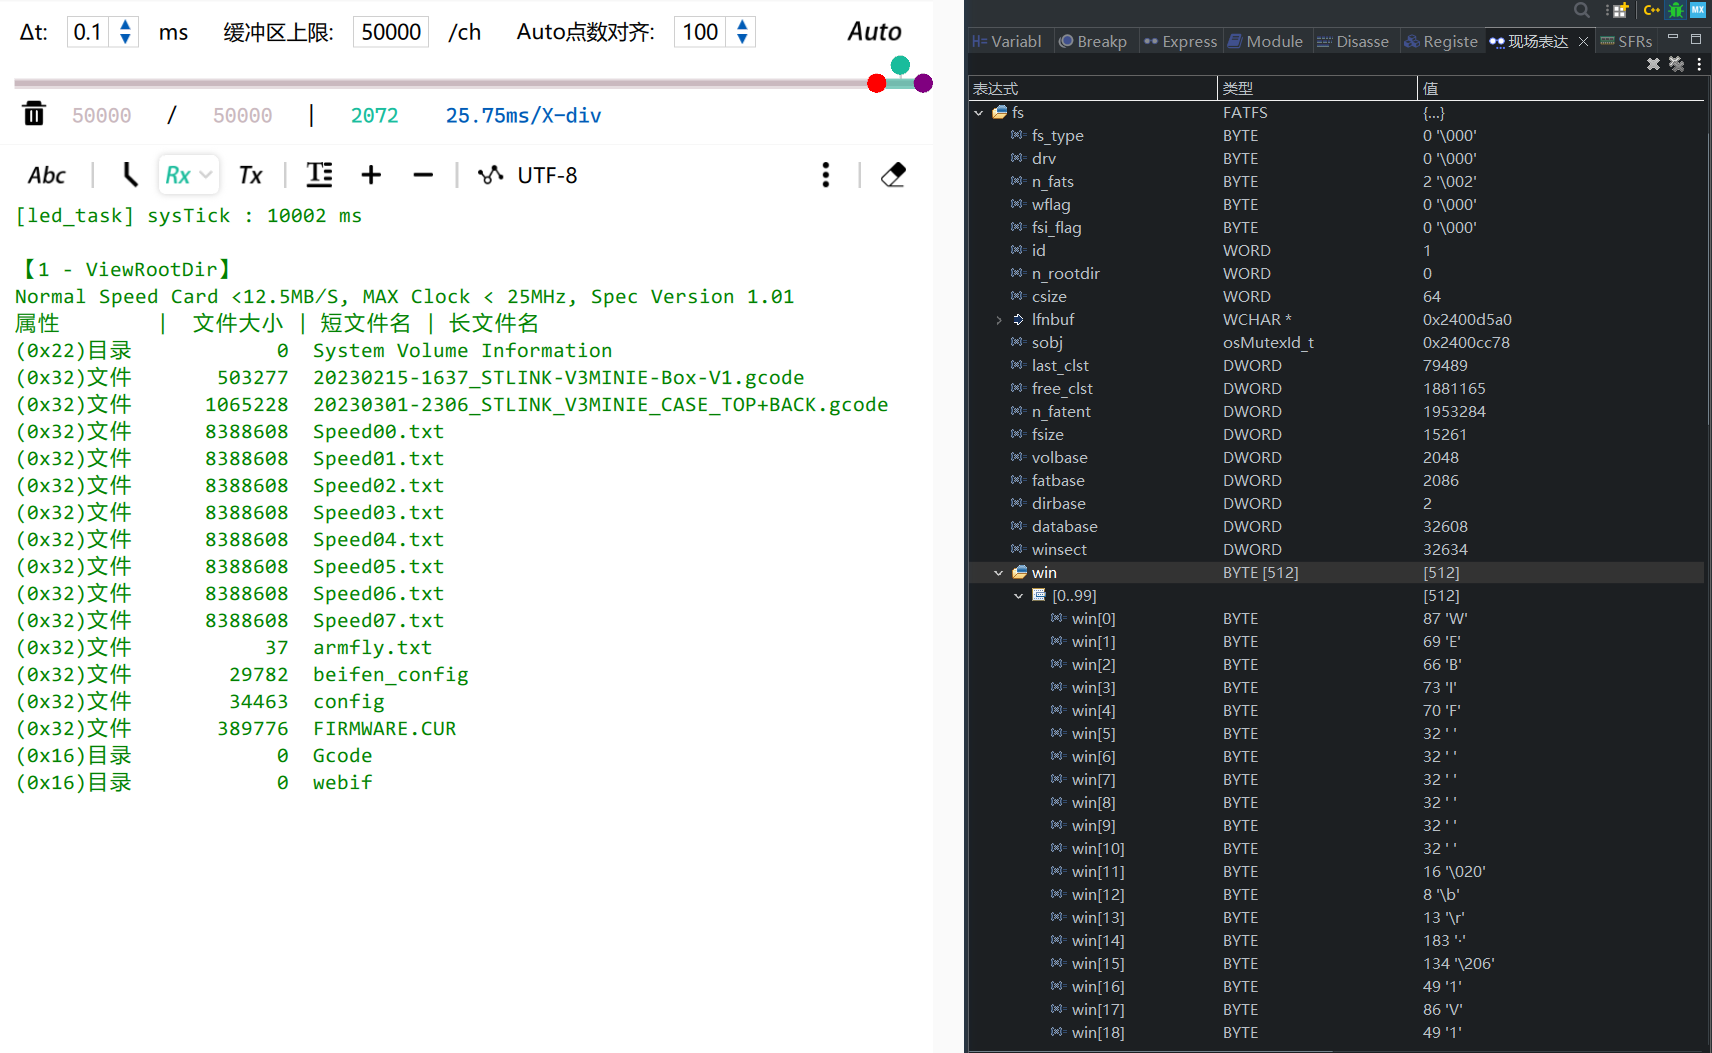 Δt: 0.1 ms 缓冲区上限: 50000 /ch Auto点数对齐: 100 Auto
50000 / 50000 | 2072 25.75ms/X-div
Abc Rx Tx T UTF-8
[led_task] sysTick : 10002 ms
【1 - ViewRootDir】
Normal Speed Card <12.5MB/S, MAX Clock < 25MHz, Spec Version 1.01
属性 | 文件大小 | 短文件名 | 长文件名
(0x22)目录 0 System Volume Information
(0x32)文件 503277 20230215-1637_STLINK-V3MINIE-Box-V1.gcode
(0x32)文件 1065228 20230301-2306_STLINK_V3MINIE_CASE_TOP+BACK.gcode
(0x32)文件 8388608 Speed00.txt
(0x32)文件 8388608 Speed01.txt
(0x32)文件 8388608 Speed02.txt
(0x32)文件 8388608 Speed03.txt
(0x32)文件 8388608 Speed04.txt
(0x32)文件 8388608 Speed05.txt
(0x32)文件 8388608 Speed06.txt
(0x32)文件 8388608 Speed07.txt
(0x32)文件 37 armfly.txt
(0x32)文件 29782 beifen_config
(0x32)文件 34463 config
(0x32)文件 389776 FIRMWARE.CUR
(0x16)目录 0 Gcode
(0x16)目录 0 webif
C++ MX
Variabl Breakp Express Module Disasse Registe 现场表达 SFRs
表达式 类型 值
fs FATFS {...}
fs_type BYTE 0 '\000'
drv BYTE 0 '\000'
n_fats BYTE 2 '\002'
wflag BYTE 0 '\000'
fsi_flag BYTE 0 '\000'
id WORD 1
n_rootdir WORD 0
csize WORD 64
lfnbuf WCHAR * 0x2400d5a0
sobj osMutexId_t 0x2400cc78
last_clst DWORD 79489
free_clst DWORD 1881165
n_fatent DWORD 1953284
fsize DWORD 15261
volbase DWORD 2048
fatbase DWORD 2086
dirbase DWORD 2
database DWORD 32608
winsect DWORD 32634
win BYTE [512] [512]
[0..99] [512]
win[0] BYTE 87 'W'
win[1] BYTE 69 'E'
win[2] BYTE 66 'B'
win[3] BYTE 73 'I'
win[4] BYTE 70 'F'
win[5] BYTE 32 ' '
win[6] BYTE 32 ' '
win[7] BYTE 32 ' '
win[8] BYTE 32 ' '
win[9] BYTE 32 ' '
win[10] BYTE 32 ' '
win[11] BYTE 16 '\020'
win[12] BYTE 8 '\b'
win[13] BYTE 13 '\r'
win[14] BYTE 183 '·'
win[15] BYTE 134 '\206'
win[16] BYTE 49 '1'
win[17] BYTE 86 'V'
win[18] BYTE 49 '1'